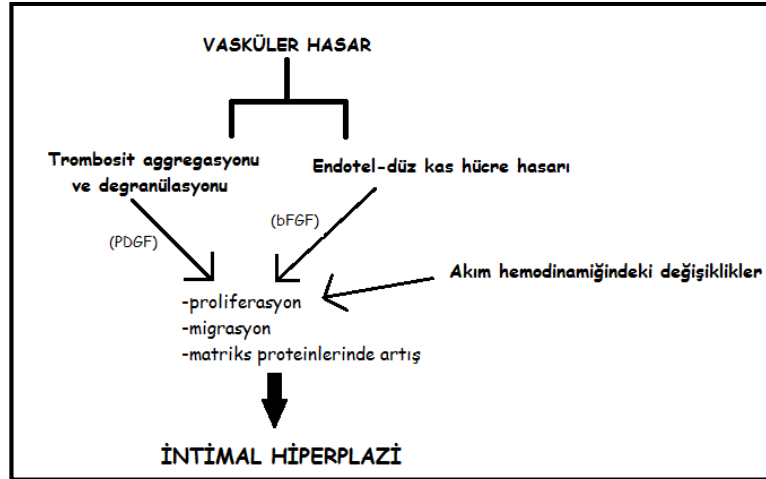 VASKÜLER HASAR
Trombosit aggregasyonu
ve degranülasyonu
Endotel-düz kas hücre hasarı
(PDGF)
(bFGF)
Akım hemodinamiğindeki değişiklikler
-proliferasyon
-migrasyon
-matriks proteinlerinde artış
İNTİMAL HİPERPLAZİ